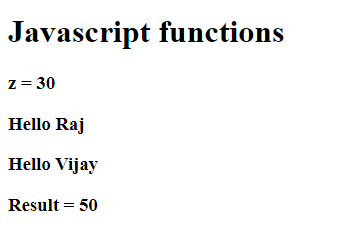 Javascript functions
z = 30
Hello Raj
Hello Vijay
Result = 50